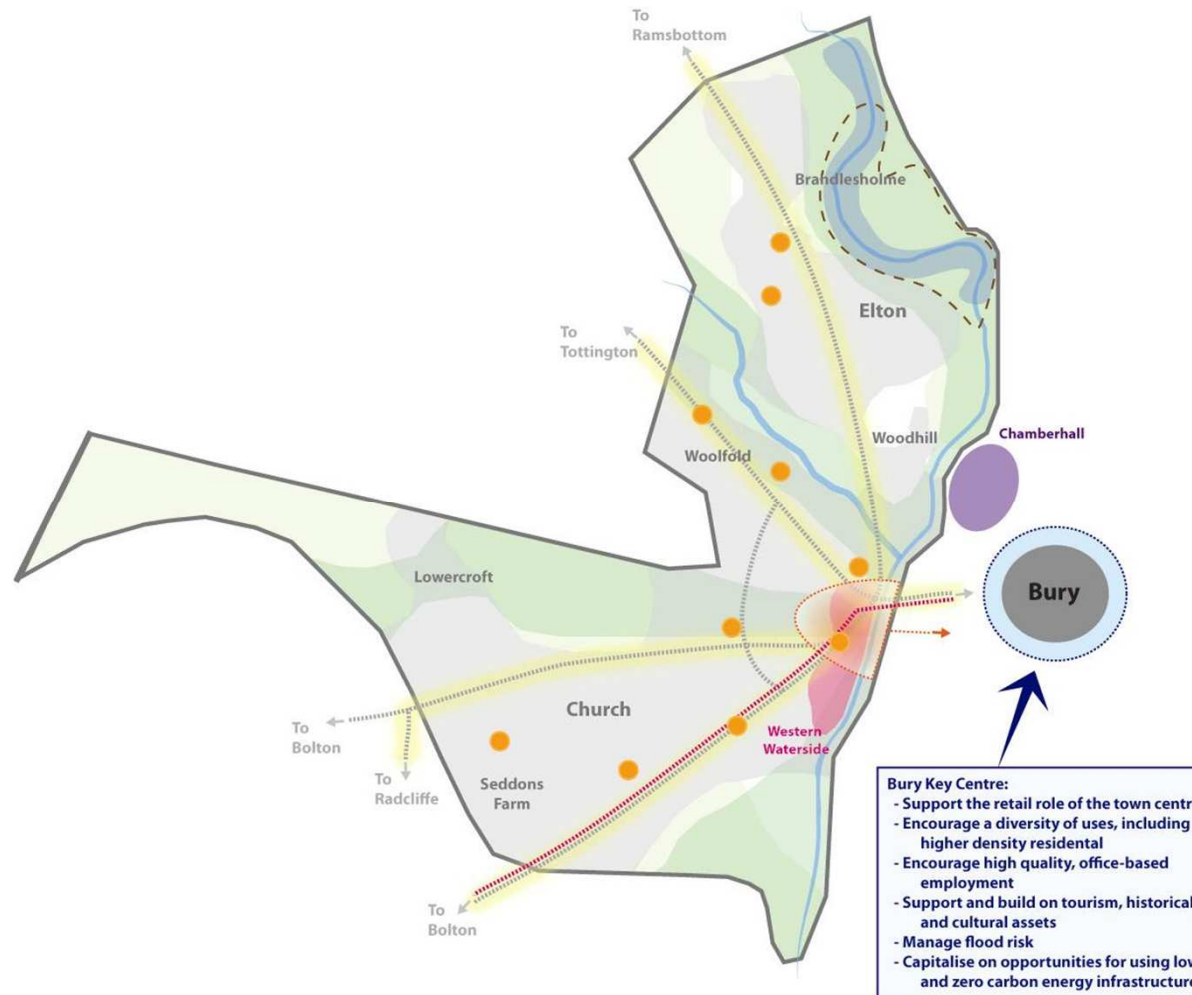 To
Ramsbottom
Brandlesholme
Elton
To
Tottington
Woodhill
Chamberhall
Woolfold
Lowercroft
Bury
Church
To
Bolton
Western
Waterside
To
Radcliffe
Seddons
Farm
To
Bolton
Bury Key Centre:
- Support the retail role of the town centr
- Encourage a diversity of uses, including
higher density residental
- Encourage high quality, office-based
employment
- Support and build on tourism, historical
and cultural assets
- Manage flood risk
- Capitalise on opportunities for using low
and zero carbon energy infrastructure